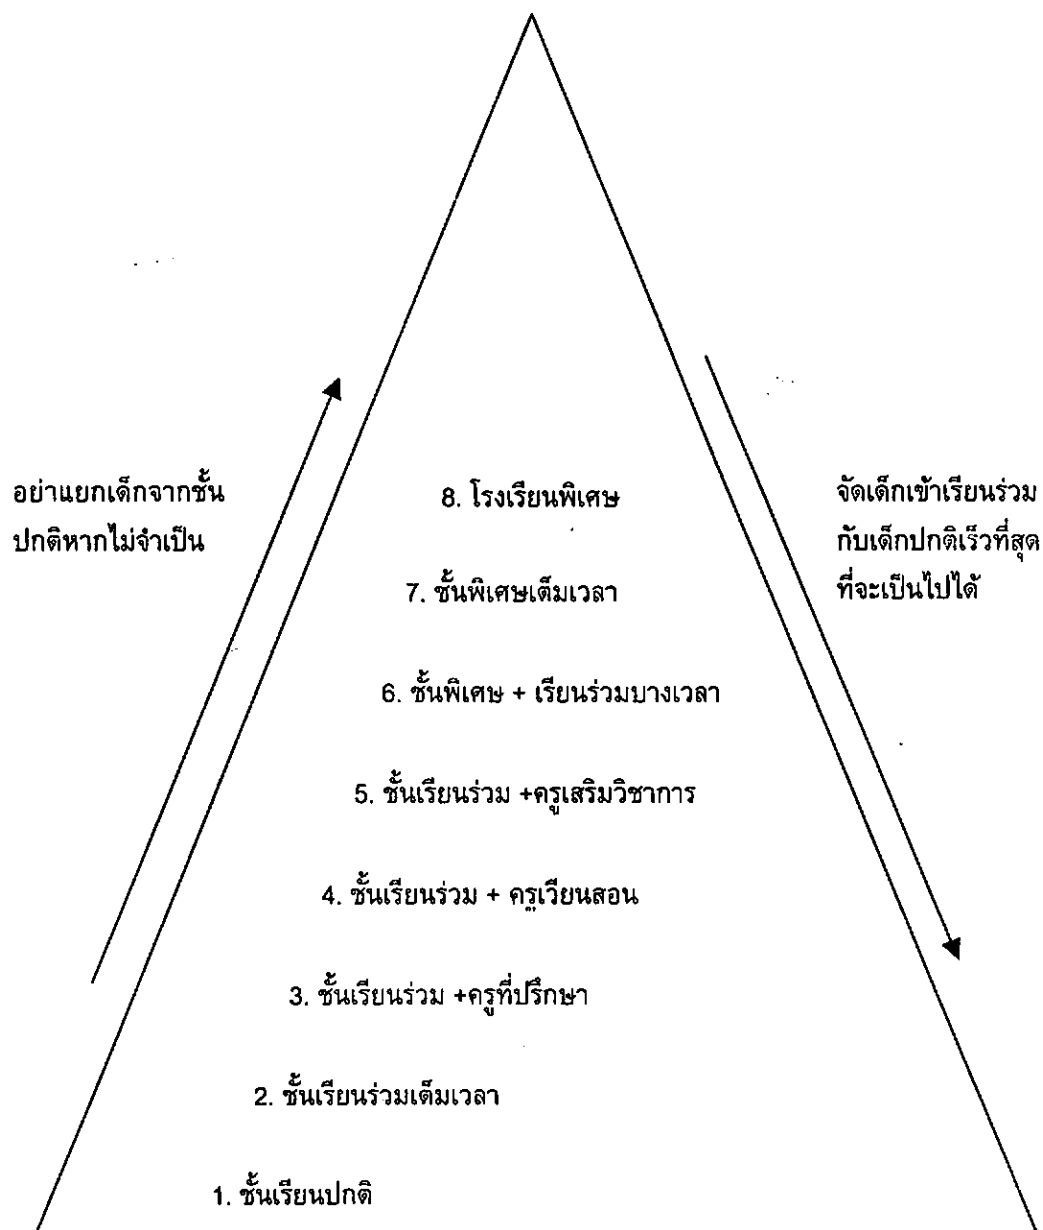 อย่าแยกเด็กจากชั้น
ปกติหากไม่จำเป็น
จัดเด็กเข้าเรียนร่วม
กับเด็กปกติเร็วที่สุด
ที่จะเป็นไปได้
8. โรงเรียนพิเศษ
7. ชั้นพิเศษเต็มเวลา
6. ชั้นพิเศษ + เรียนร่วมบางเวลา
5. ชั้นเรียนร่วม +ครูเสริมวิชาการ
4. ชั้นเรียนร่วม + ครูเวียนสอน
3. ชั้นเรียนร่วม +ครูที่ปรึกษา
2. ชั้นเรียนร่วมเต็มเวลา
1. ชั้นเรียนปกติ